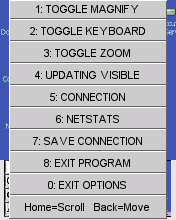 1: TOGGLE MAGNIFY
2: TOGGLE KEYBOARD
3: TOGGLE ZOOM
4: UPDATING VISIBLE
5: CONNECTION
6: NETSTATS
7: SAVE CONNECTION
8: EXIT PROGRAM
0: EXIT OPTIONS
Home=Scroll Back=Move